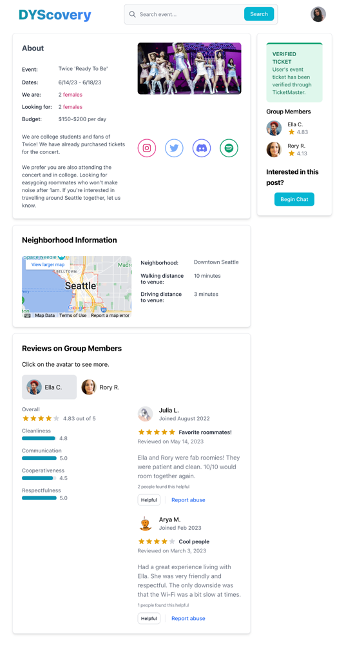 DYScovery
Search event...
Search
About
Event: Twice 'Ready To Be'
Dates: 6/14/23 - 6/18/23
We are: 2 females
Looking for: 2 females
Budget: $150-$200 per day
We are college students and fans of
Twice! We have already purchased tickets
for the concert.
We prefer you are also attending the
concert and in college. Looking for
easygoing roommates who won't make
noise after 1am. If you're interested in
travelling around Seattle together, let us
know.
VERIFIED
TICKET
User's event
ticket has been
verified through
TicketMaster.
Group Members
Ella C.
4.83
Rory R.
4.13
Interested in this
post?
Begin Chat
Neighborhood Information
View larger map
Seattle
Map Data Terms of Use Report a map error
Neighborhood: Downtown Seattle
Walking distance
to venue: 10 minutes
Driving distance
to venue: 3 minutes
Reviews on Group Members
Click on the avatar to see more.
Ella C.
Rory R.
Overall
4.83 out of 5
Cleanliness
4.8
Communication
5.0
Cooperativeness
4.5
Respectfulness
5.0
Julia L.
Joined August 2022
Favorite roommates!
Reviewed on May 14, 2023
Ella and Rory were fab roomies! They
were patient and clean. 10/10 would
room together again.
2 people found this helpful
Helpful
Report abuse
Arya M.
Joined Feb 2023
Cool people
Reviewed on March 3, 2023
Had a great experience living with
Ella. She was very friendly and
respectful. The only downside was
that the Wi-Fi was a bit slow at times.
1 people found this helpful
Helpful
Report abuse